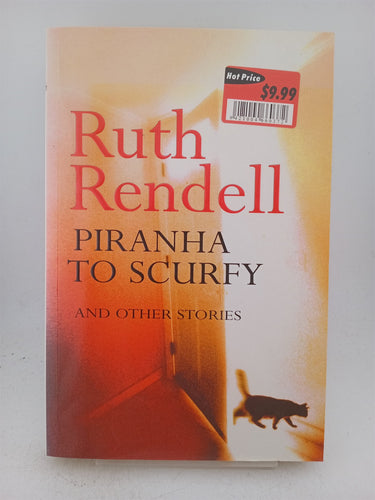 Hot Price
$9.99
Ruth
Rendell
PIRANHA
TO SCURFY
AND OTHER STORIES